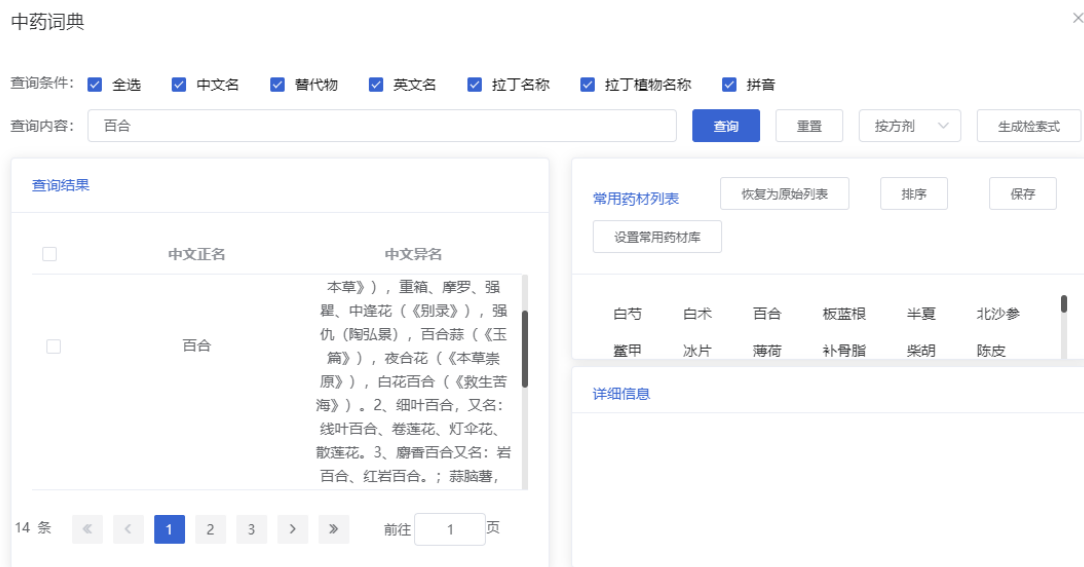 中药词典
查询条件： 全选 中文名 替代物 英文名 拉丁名称 拉丁植物名称 拼音
查询内容： 百合 查询 重置 按方剂 生成检索式
查询结果
中文正名 中文异名
百合
本草》），重箱、摩罗、强
瞿、中逢花（《别录》），强
仇（陶弘景），百合蒜（《玉
篇》），夜合花（《本草崇
原》），白花百合（《救生苦
海》）。2、细叶百合，又名：
线叶百合、卷莲花、灯伞花、
散莲花。3、麝香百合又名：岩
百合、红岩百合。；蒜脑薯，
14 条 1 2 3 前往 1 页
常用药材列表 恢复为原始列表 排序 保存
设置常用药材库
白芍 白术 百合 板蓝根 半夏 北沙参
鳖甲 冰片 薄荷 补骨脂 柴胡 陈皮
详细信息